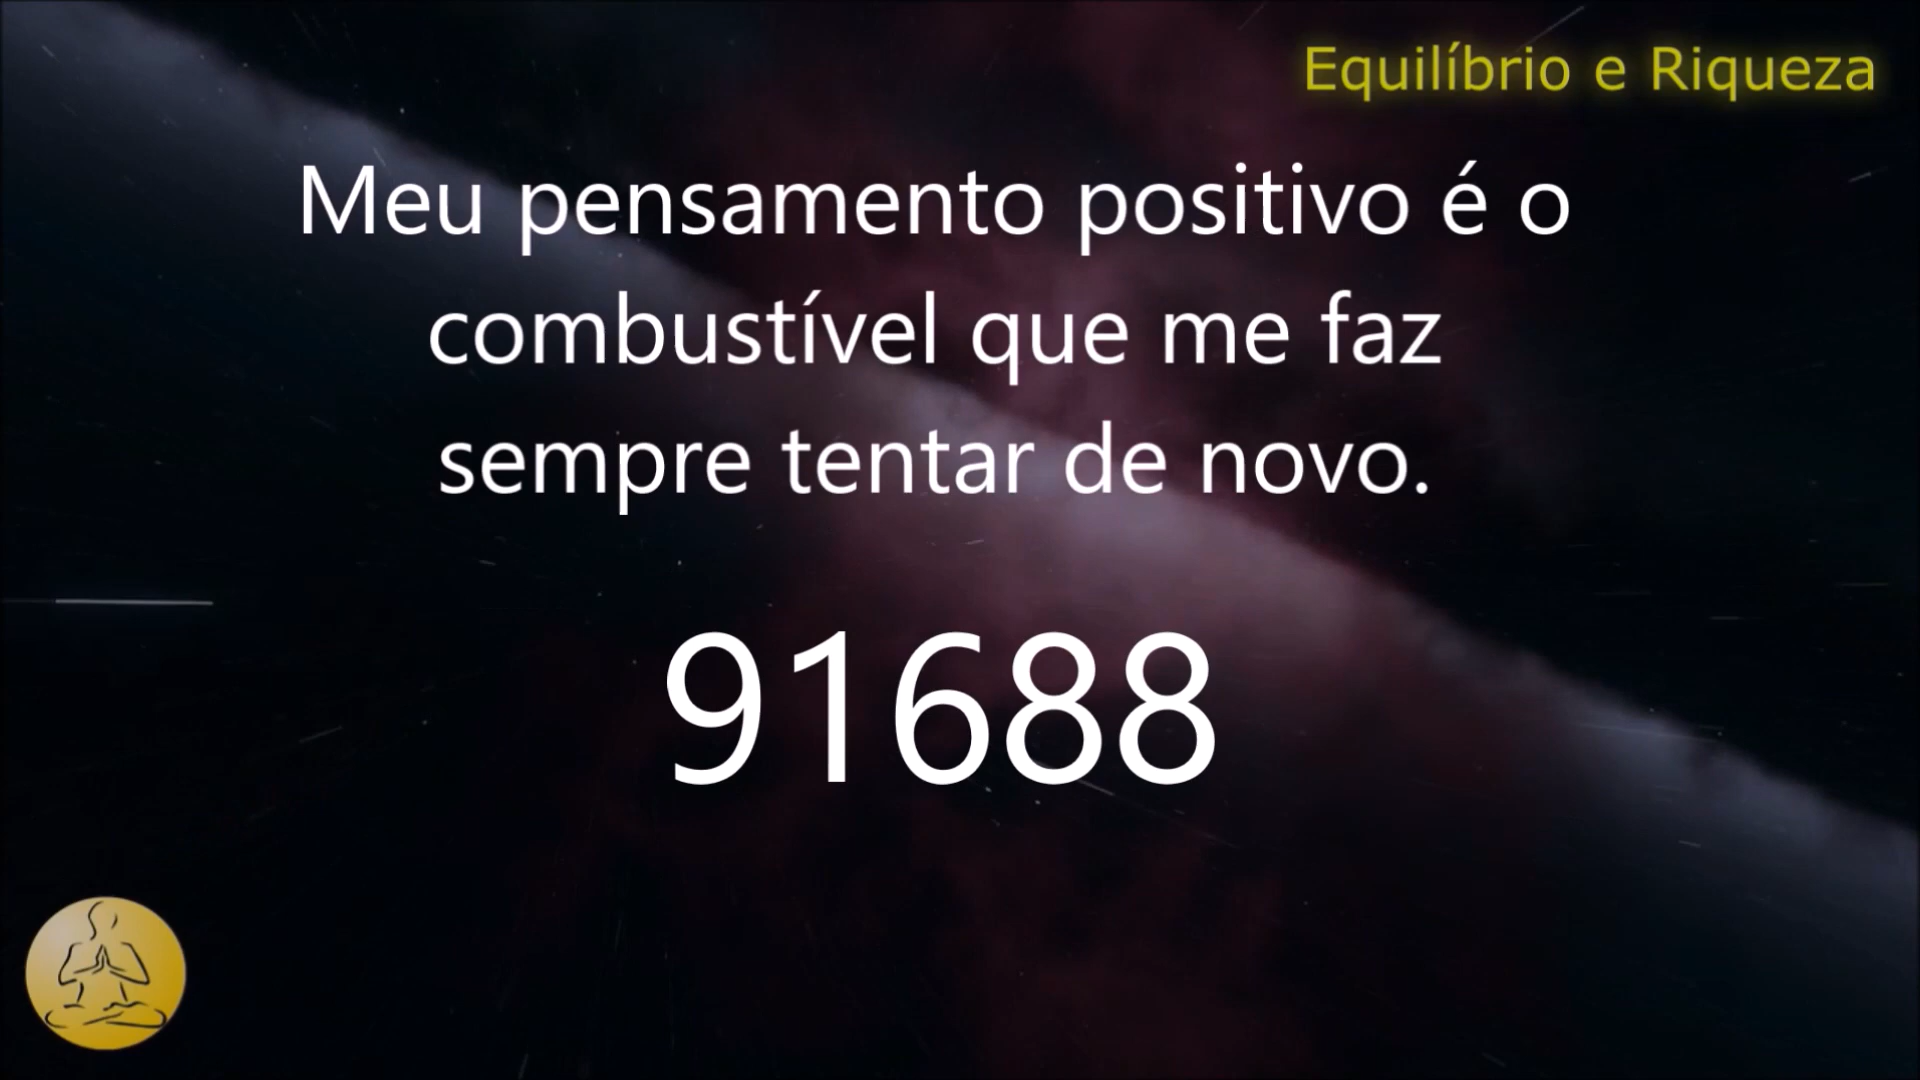 Equilíbrio e Riqueza
Meu pensamento positivo é o
combustível que me faz
sempre tentar de novo.
91688